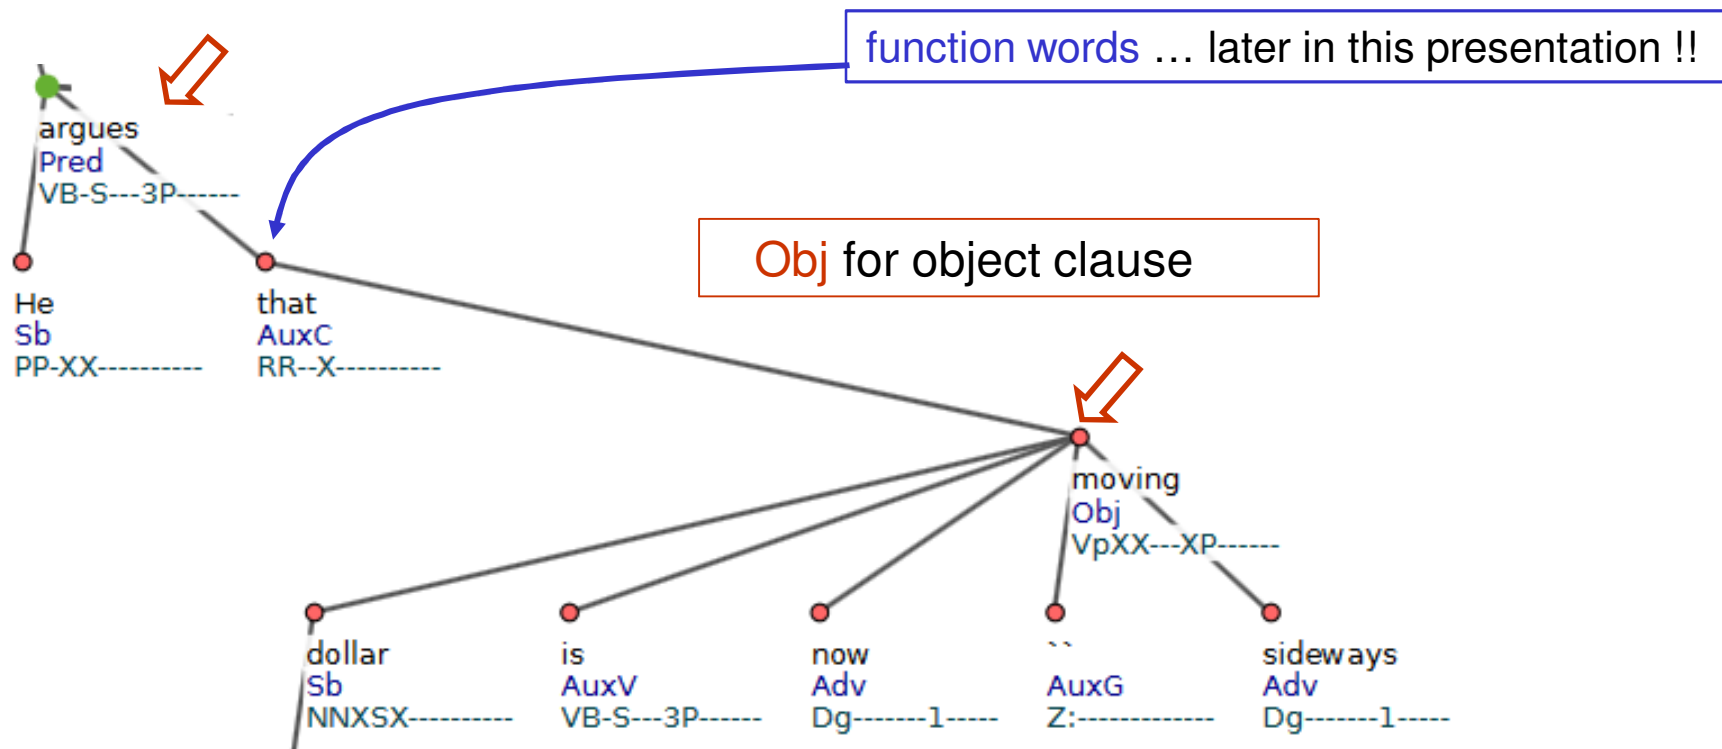 function words … later in this presentation !!
argues
Pred
VB-S---3P------
Obj for object clause
He
Sb
PP-XX----------
that
AuxC
RR--X----------
moving
Obj
VpXX---XP------
dollar
Sb
NNXSX----------
is
AuxV
VB-S---3P------
now
Adv
Dg-------1-----
``
AuxG
Z:-------------
sideways
Adv
Dg-------1-----